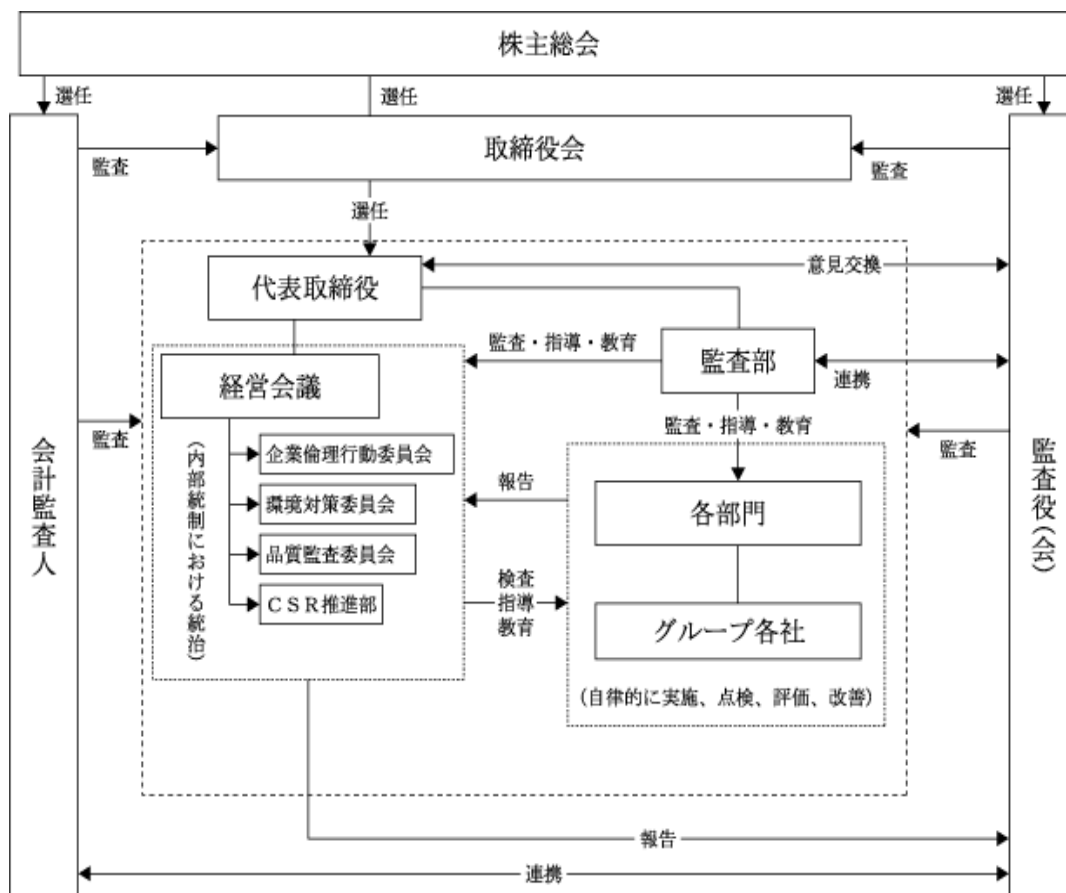 株主総会
選任
選任
選任
取締役会
監査
監査
選任
代表取締役
意見交換
監査・指導・教育
監査部
連携
経営会議
監査・指導・教育
監査
監査
会計監査人
監査役(会)
(内部統制における統治)
企業倫理行動委員会
環境対策委員会
品質監査委員会
CSR推進部
報告
各部門
検査
指導
教育
グループ各社
(自律的に実施、点検、評価、改善)
報告
連携